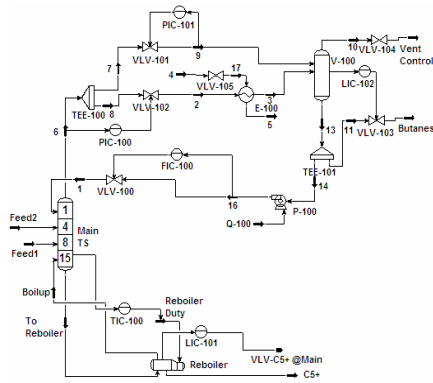 PIC-101
VLV-101
9
7
4
17
VLV-105
TEE-100
8
VLV-102
2
E-100
3
5
6
PIC-100
10
VLV-104
Vent
Control
V-100
LIC-102
VLV-103
Butanes
13
11
TEE-101
14
FIC-100
1
VLV-100
16
P-100
Q-100
Feed2
Feed1
1
4
8
15
Main
TS
Boilup
To
Reboiler
TIC-100
Reboiler
Duty
LIC-101
VLV-C5+ @Main
Reboiler
C5+